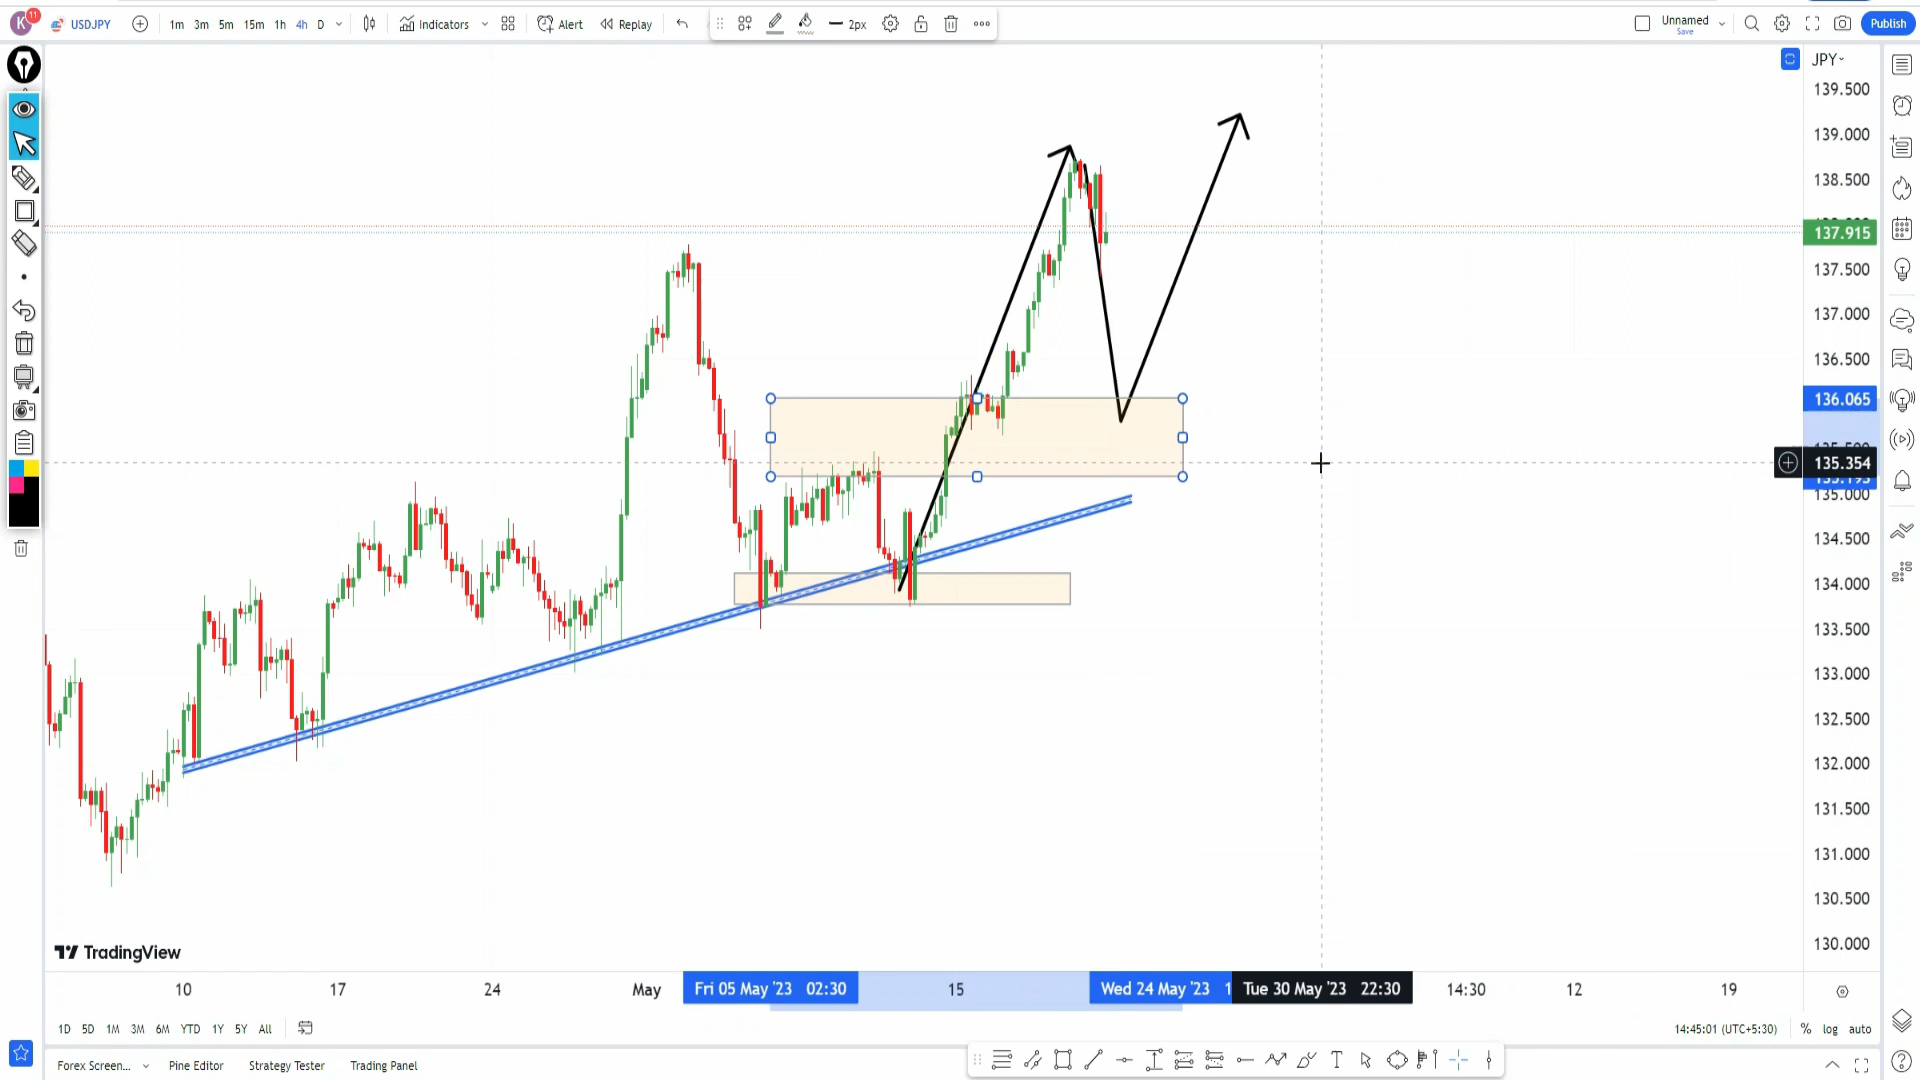 K 11 USDJPY 1m 3m 5m 15m 1h 4h D Indicators Alert Replay 2px Unnamed Publish
Save
JPY
139.500
139.000
138.500
137.915
137.500
137.000
136.500
136.065
135.354
135.000
134.500
134.000
133.500
133.000
132.500
132.000
131.500
131.000
130.500
130.000
TradingView
10 17 24 May Fri 05 May '23 02:30 15 Wed 24 May '23 1 Tue 30 May '23 22:30 14:30 12 19
1D 5D 1M 3M 6M YTD 1Y 5Y All 14:45:01 (UTC+5:30) % log auto
Forex Screen... Pine Editor Strategy Tester Trading Panel